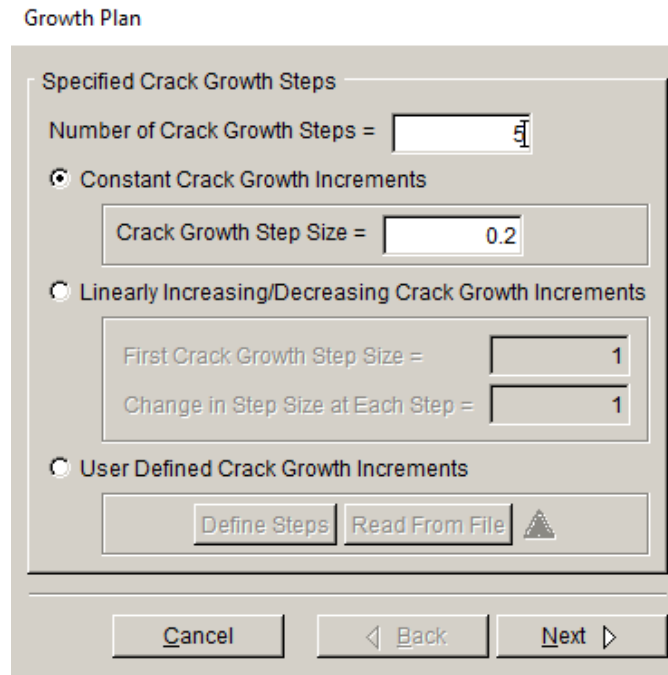 Growth Plan
Specified Crack Growth Steps
Number of Crack Growth Steps = 5
Constant Crack Growth Increments
Crack Growth Step Size = 0.2
Linearly Increasing/Decreasing Crack Growth Increments
First Crack Growth Step Size = 1
Change in Step Size at Each Step = 1
User Defined Crack Growth Increments
Define Steps Read From File
Cancel Back Next